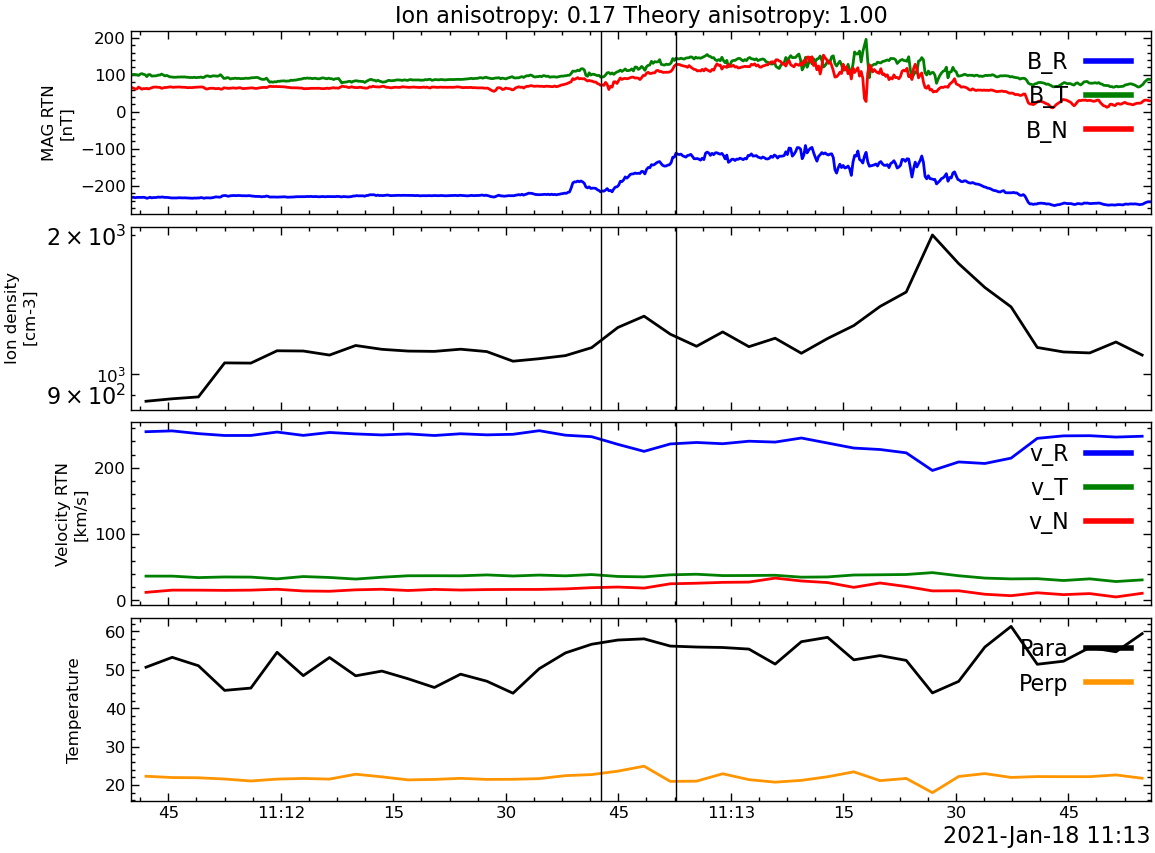 Ion anisotropy: 0.17 Theory anisotropy: 1.00
MAG RTN
[nT]
200
100
0
−100
−200
B_R
B_T
B_N
Ion density
[cm-3]
2 × 10³
10³
9 × 10²
Velocity RTN
[km/s]
200
100
0
v_R
v_T
v_N
Temperature
60
50
40
30
20
Para
Perp
45 11:12 15 30 45 11:13 15 30 45
2021-Jan-18 11:13